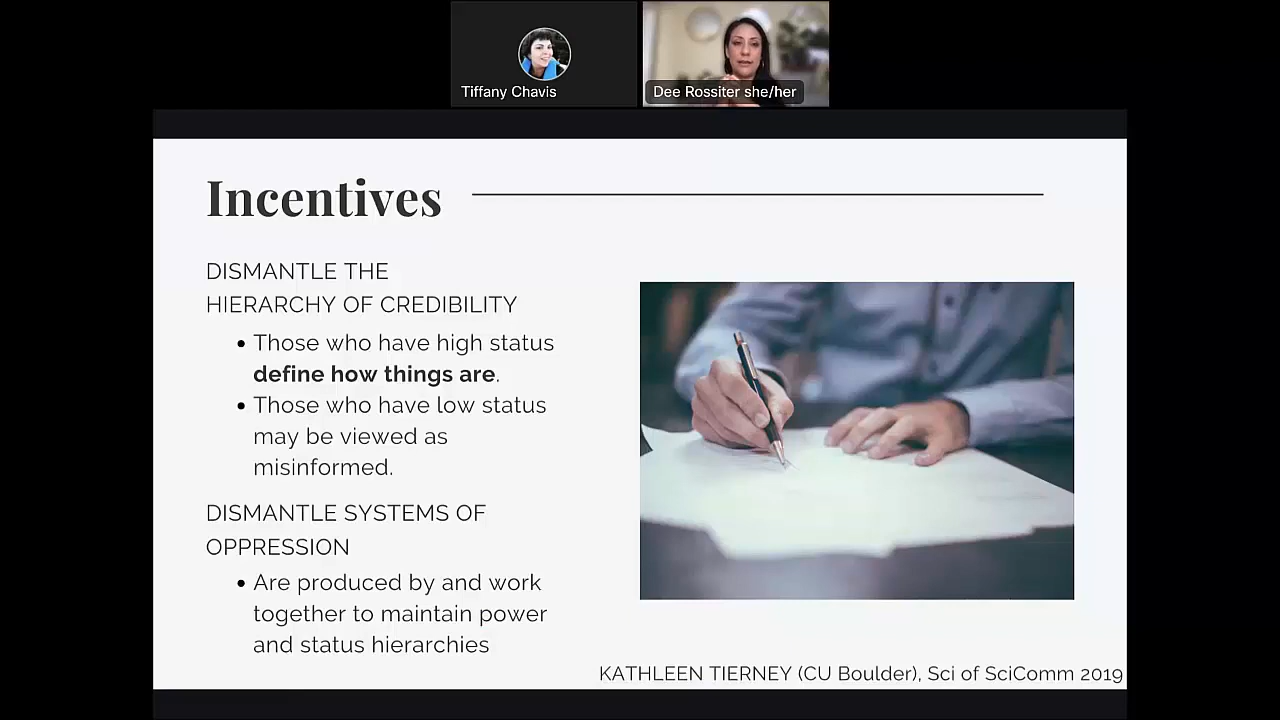 Tiffany Chavis
Dee Rossiter she/her
Incentives
DISMANTLE THE
HIERARCHY OF CREDIBILITY
• Those who have high status
define how things are.
• Those who have low status
may be viewed as
misinformed.
DISMANTLE SYSTEMS OF
OPPRESSION
• Are produced by and work
together to maintain power
and status hierarchies
KATHLEEN TIERNEY (CU Boulder), Sci of SciComm 2019